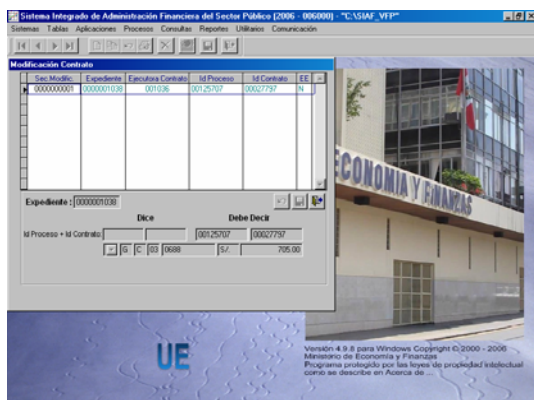 Sistema Integrado de Administración Financiera del Sector Público [2006 - 006000] - "C:\SIAF_VFP"
Sistemas Tablas Aplicaciones Procesos Consultas Reportes Utilitarios Comunicación
Modificación Contrato
Sec.Modific. Expediente Ejecutora Contrato Id Proceso Id Contrato EE
0000000001 0000001038 001036 00125707 00027797 N
Expediente : 0000001038
Dice Debe Decir
Id Proceso + Id Contrato: 00125707 00027797
G C 03 0688 S/. 705.00
ECONOMIA Y FINANZAS
UE
Versión 4.9.8 para Windows Copyright © 2000 - 2006
Ministerio de Economía y Finanzas
Programa protegido por las leyes de propiedad intelectual
como se describe en Acerca de ...